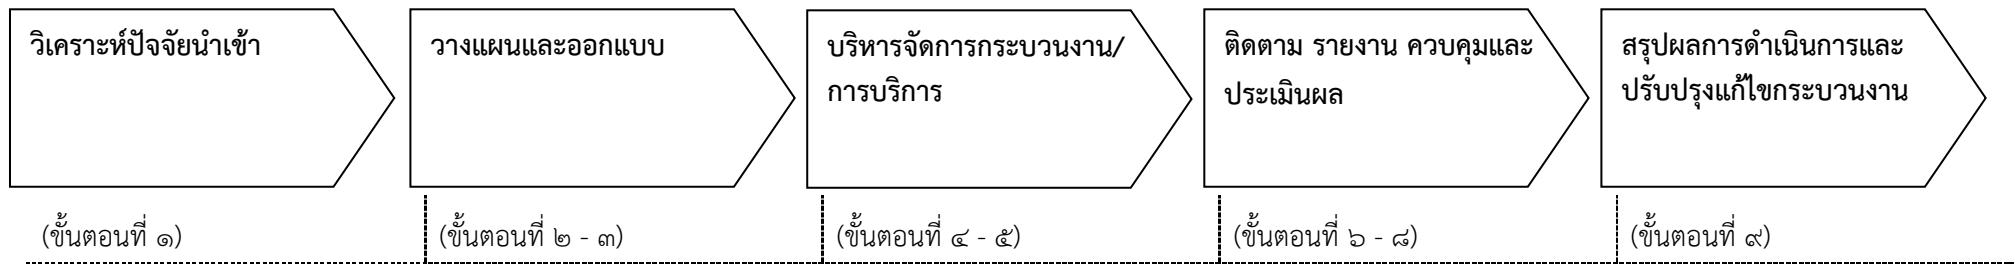 วิเคราะห์ปัจจัยนำเข้า
วางแผนและออกแบบ
บริหารจัดการกระบวนงาน/
การบริการ
ติดตาม รายงาน ควบคุมและ
ประเมินผล
สรุปผลการดำเนินการและ
ปรับปรุงแก้ไขกระบวนงาน
(ขั้นตอนที่ ๑)
(ขั้นตอนที่ ๒ - ๓)
(ขั้นตอนที่ ๔ - ๕)
(ขั้นตอนที่ ๖ - ๘)
(ขั้นตอนที่ ๙)